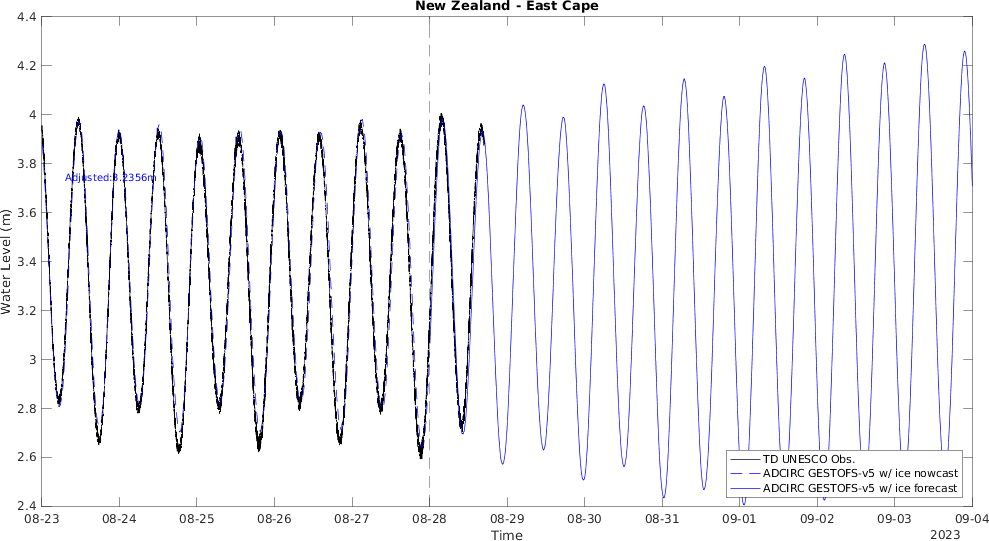 New Zealand - East Cape
4.4
4.2
4
3.8
3.6
3.4
3.2
3
2.8
2.6
2.4
Water Level (m)
Adjusted:3.2356m
TD UNESCO Obs.
ADCIRC GESTOFS-v5 w/ ice nowcast
ADCIRC GESTOFS-v5 w/ ice forecast
08-23 08-24 08-25 08-26 08-27 08-28 08-29 08-30 08-31 09-01 09-02 09-03 09-04
Time
2023